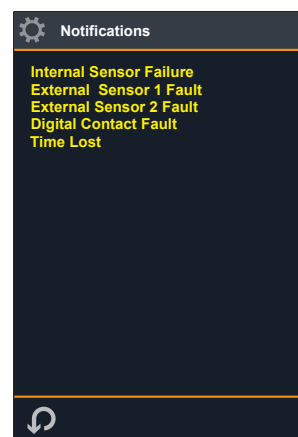 Notifications
Internal Sensor Failure
External Sensor 1 Fault
External Sensor 2 Fault
Digital Contact Fault
Time Lost